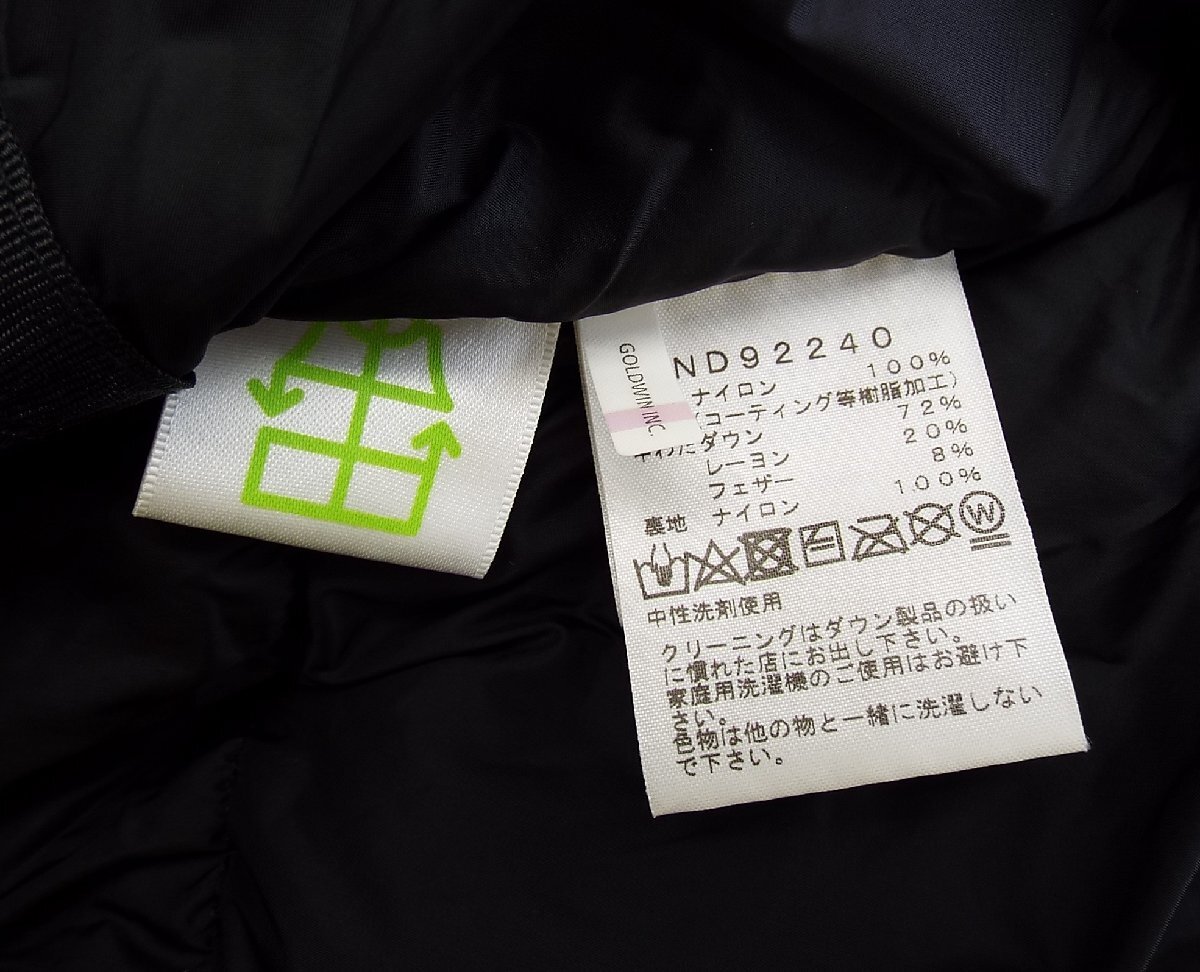 GOLDWIN INC.
ND92240
ナイロン 100%
(コーティング等樹脂加工)
中わた ダウン 72%
レーヨン 20%
フェザー 8%
裏地 ナイロン 100%
W
中性洗剤使用
クリーニングはダウン製品の扱い
に慣れた店にお出し下さい。
家庭用洗濯機のご使用はお避け下
さい。
色物は他の物と一緒に洗濯しない
で下さい。